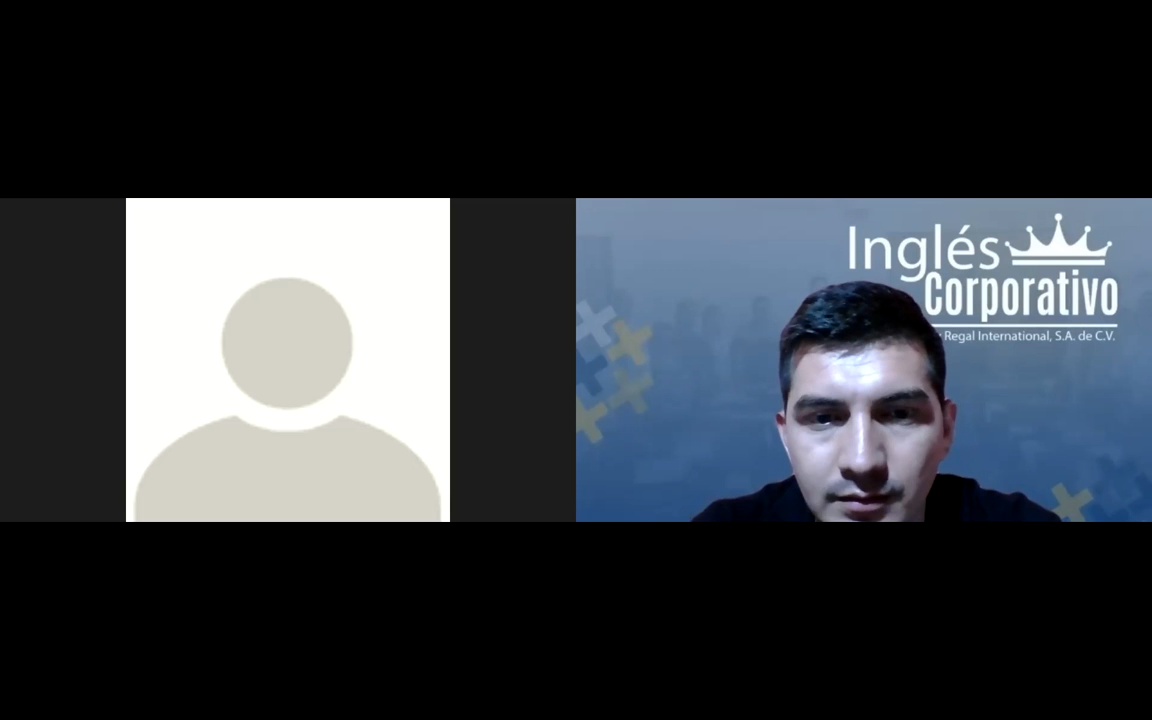 Inglés
Corporativo
Regal International, S.A. de C.V.